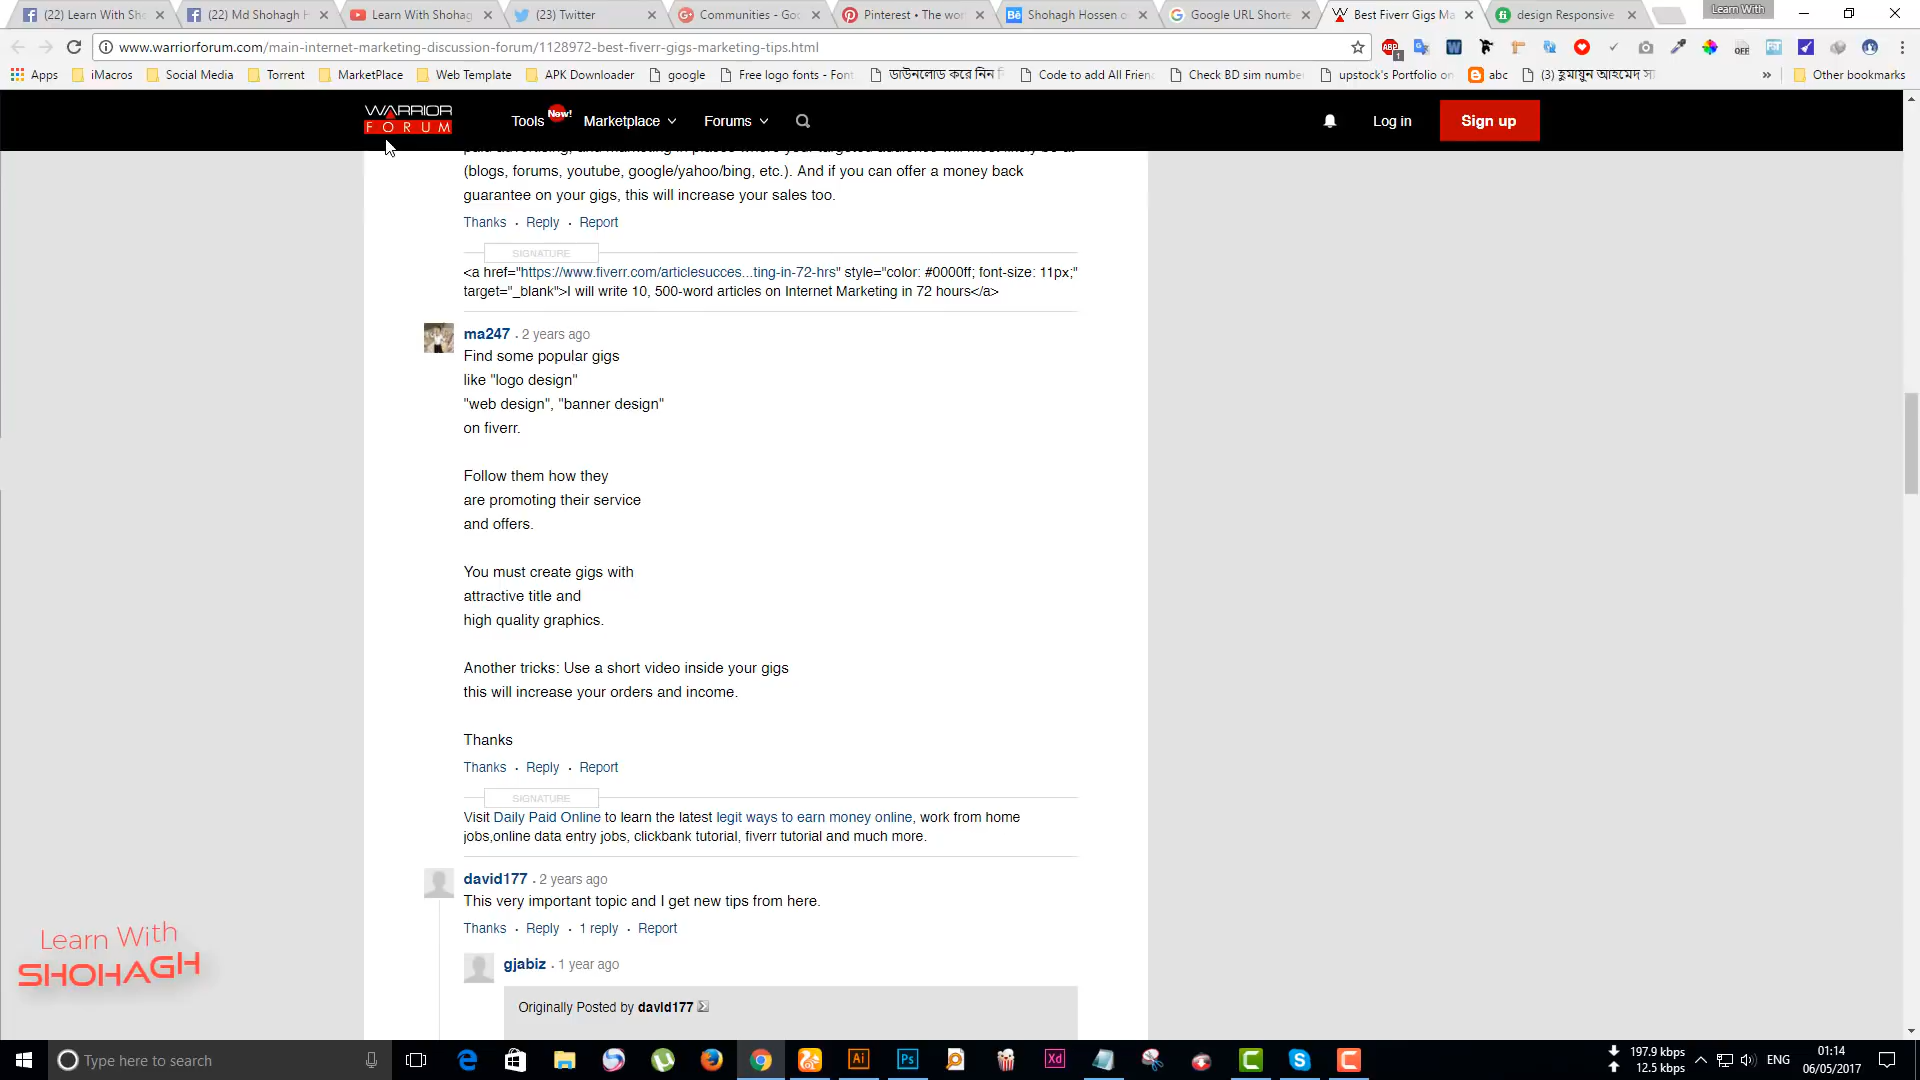 (22) Learn With Sho
(22) Md Shohagh H
Learn With Shohag
(23) Twitter
Communities - Goo
Pinterest • The wor
Shohagh Hossen o
Google URL Shorte
Best Fiverr Gigs Ma
design Responsive
Learn With
www.warriorforum.com/main-internet-marketing-discussion-forum/1128972-best-fiverr-gigs-marketing-tips.html
Apps
iMacros
Social Media
Torrent
MarketPlace
Web Template
APK Downloader
google
Free logo fonts - Font
ডাউনলোড করে নিন
Code to add All Frien
Check BD sim numbe
upstock's Portfolio on
abc
(3) হুমায়ুন আহমেদ স
Other bookmarks
WARRIOR
FORUM
Tools
New!
Marketplace
Forums
Log in
Sign up
(blogs, forums, youtube, google/yahoo/bing, etc.). And if you can offer a money back
guarantee on your gigs, this will increase your sales too.
Thanks . Reply . Report
SIGNATURE
<a href="https://www.fiverr.com/articlesucces...ting-in-72-hrs" style="color: #0000ff; font-size: 11px;"
target="_blank">I will write 10, 500-word articles on Internet Marketing in 72 hours</a>
ma247 . 2 years ago
Find some popular gigs
like "logo design"
"web design", "banner design"
on fiverr.
Follow them how they
are promoting their service
and offers.
You must create gigs with
attractive title and
high quality graphics.
Another tricks: Use a short video inside your gigs
this will increase your orders and income.
Thanks
Thanks . Reply . Report
SIGNATURE
Visit Daily Paid Online to learn the latest legit ways to earn money online, work from home
jobs,online data entry jobs, clickbank tutorial, fiverr tutorial and much more.
david177 . 2 years ago
This very important topic and I get new tips from here.
Thanks . Reply . 1 reply . Report
gjabiz . 1 year ago
Originally Posted by david177
Learn With
SHOHAGH
Type here to search
197.9 kbps
12.5 kbps
ENG
01:14
06/05/2017